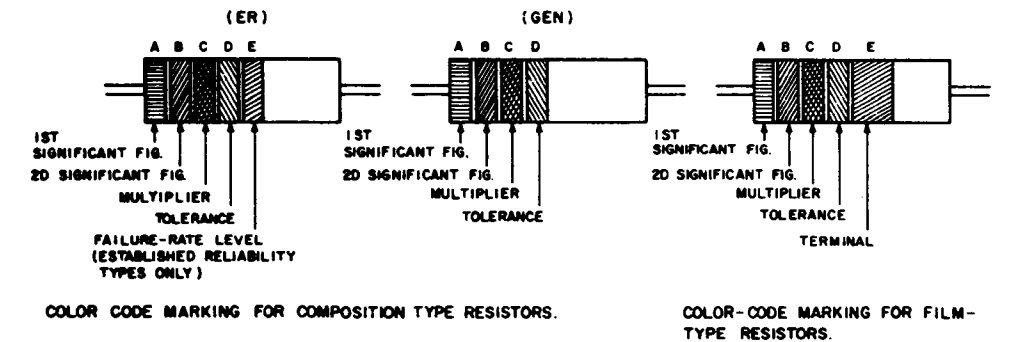 (ER)
A B C D E
1ST
SIGNIFICANT FIG.
2D SIGNIFICANT FIG.
MULTIPLIER
TOLERANCE
FAILURE-RATE LEVEL
(ESTABLISHED RELIABILITY
TYPES ONLY)
(GEN)
A B C D
1ST
SIGNIFICANT FIG.
2D SIGNIFICANT FIG.
MULTIPLIER
TOLERANCE
COLOR CODE MARKING FOR COMPOSITION TYPE RESISTORS.
A B C D E
1ST
SIGNIFICANT FIG.
2D SIGNIFICANT FIG.
MULTIPLIER
TOLERANCE
TERMINAL
COLOR-CODE MARKING FOR FILM-
TYPE RESISTORS.